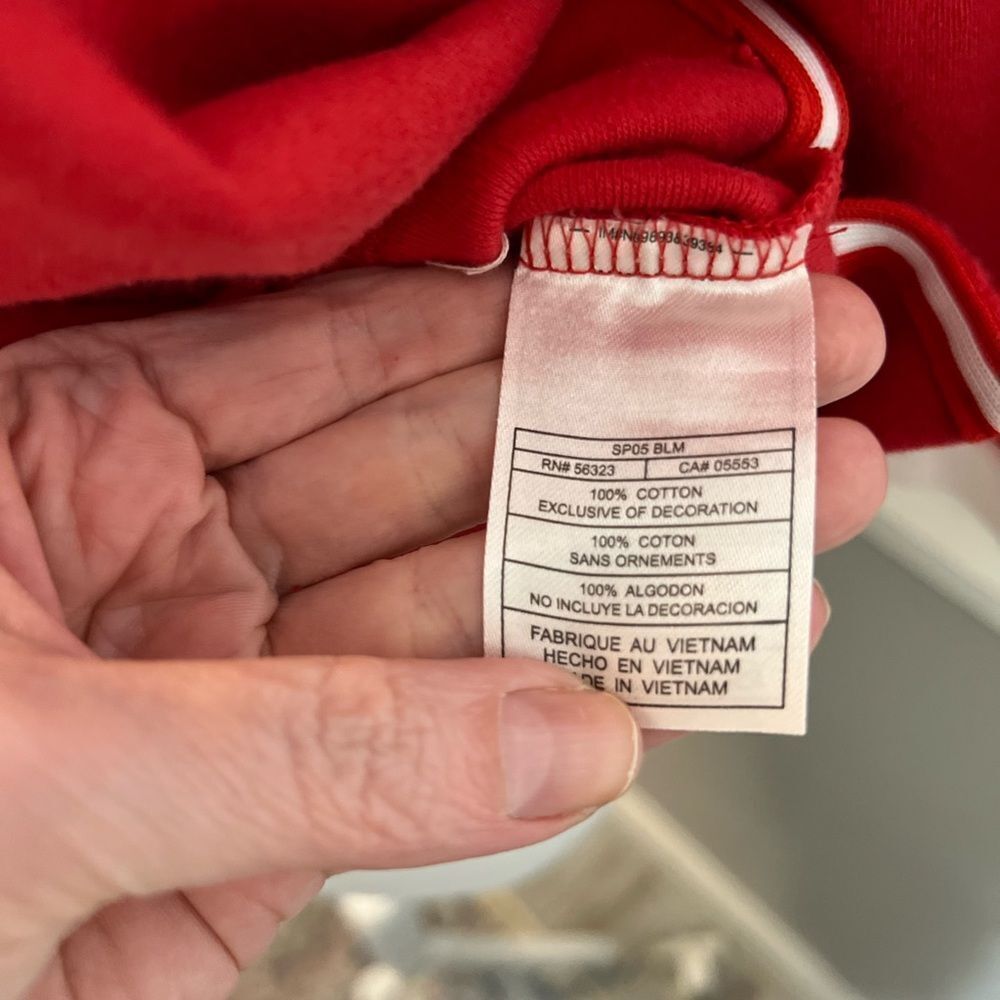 SP05 BLM
RN# 56323 CA# 05553
100% COTTON
EXCLUSIVE OF DECORATION
100% COTON
SANS ORNEMENTS
100% ALGODON
NO INCLUYE LA DECORACION
FABRIQUE AU VIETNAM
HECHO EN VIETNAM
IN VIETNAM